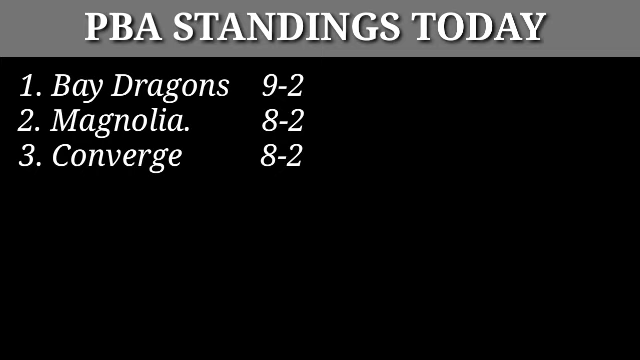 PBA STANDINGS TODAY
1. Bay Dragons 9-2
2. Magnolia. 8-2
3. Converge 8-2